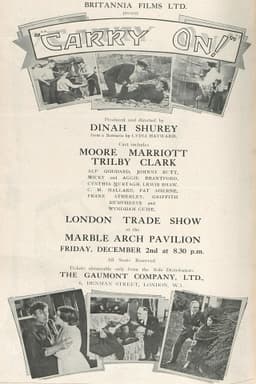 BRITANNIA FILMS LTD.
present
"CARRY ON!"
Produced and directed by
DINAH SHUREY
from a Scenario by LYDIA HAYWARD.
Cast includes
MOORE MARRIOTT
TRILBY CLARK
ALF GODDARD, JOHNNY BUTT,
MICKY and AGGIE BRANTFORD,
CYNTHIA MURTAGH, LEWIS SHAW,
C. M. HALLARD, PAT AHERNE,
FRANK ATHERLEY, GRIFFITH
HUMPHREYS and
WYNDHAM GUISE.
LONDON TRADE SHOW
at the
MARBLE ARCH PAVILION
FRIDAY, DECEMBER 2nd at 8.30 p.m.
All Seats Reserved
Tickets obtainable only from the Sole Distributors
THE GAUMONT COMPANY, LTD.
6, DENMAN STREET, LONDON, W.1.